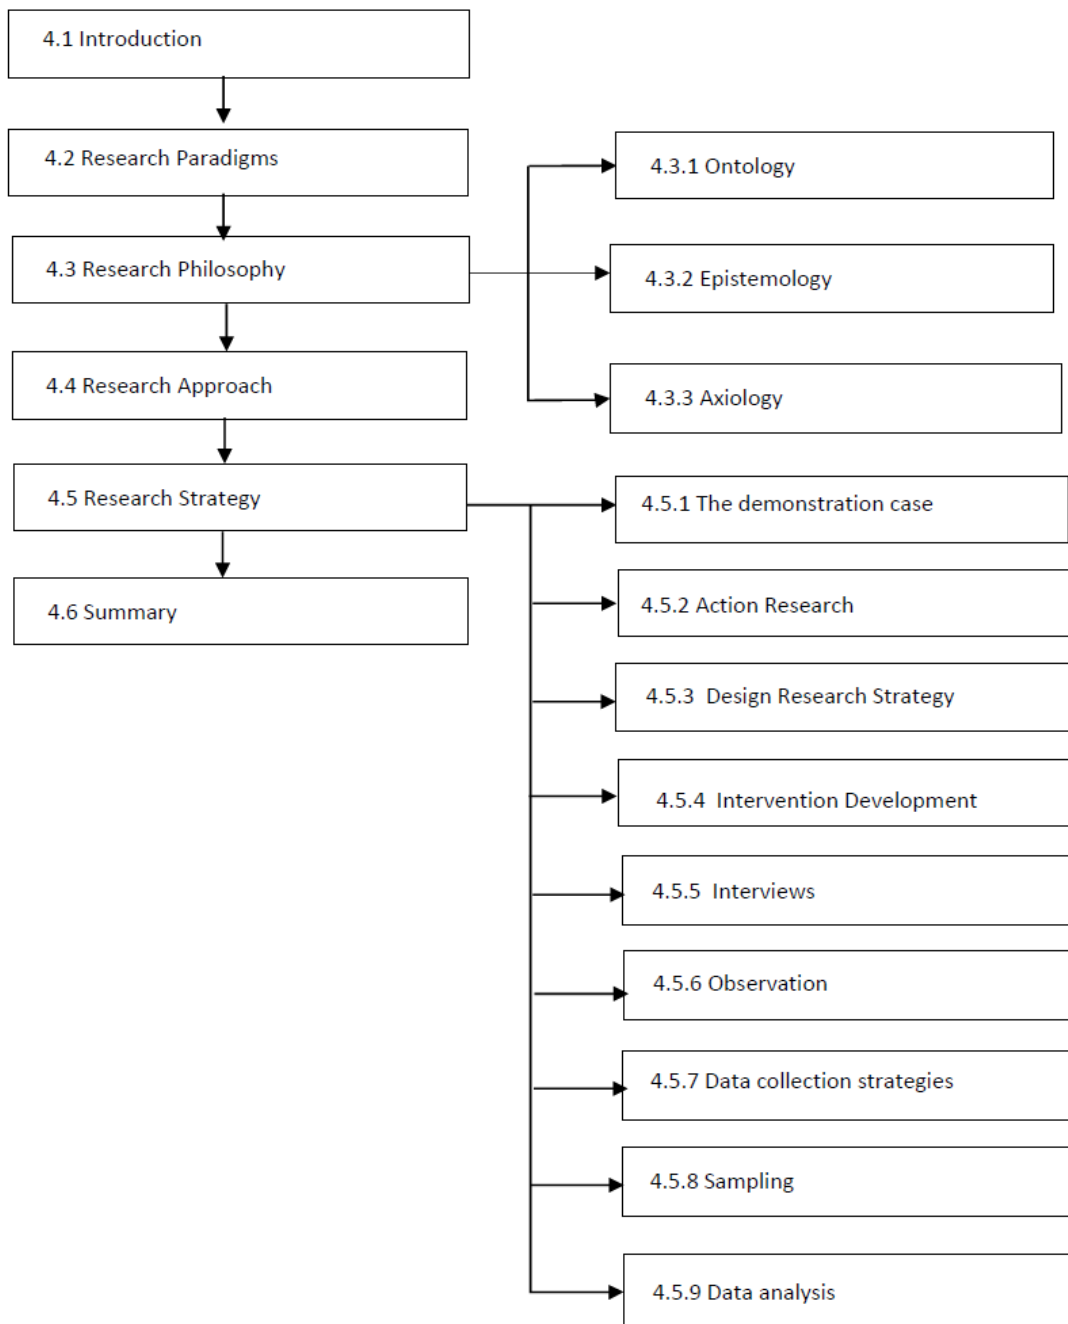 4.1 Introduction
4.2 Research Paradigms
4.3 Research Philosophy
4.3.1 Ontology
4.3.2 Epistemology
4.3.3 Axiology
4.4 Research Approach
4.5 Research Strategy
4.5.1 The demonstration case
4.5.2 Action Research
4.5.3 Design Research Strategy
4.5.4 Intervention Development
4.5.5 Interviews
4.5.6 Observation
4.5.7 Data collection strategies
4.5.8 Sampling
4.5.9 Data analysis
4.6 Summary